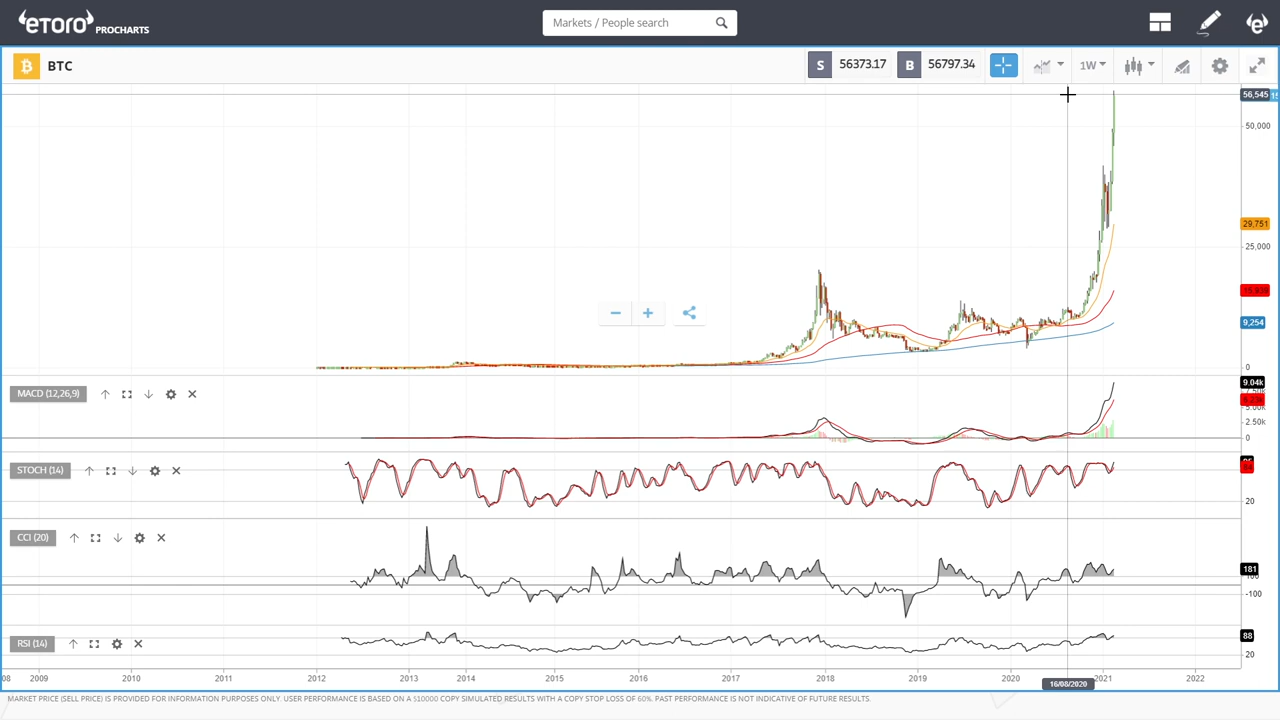 eToro PROCHARTS
Markets / People search
BTC
S 56373.17 B 56797.34 1W
56,545
50,000
29,751
25,000
9,254
0
MACD (12,26,9)
9.04k
5.00k
2.50k
0
STOCH (14)
20
CCI (20)
181
-100
RSI (14)
88
20
2009 2010 2011 2012 2013 2014 2015 2016 2017 2018 2019 2020 2021 2022
16/08/2020
MARKET PRICE (SELL PRICE) IS PROVIDED FOR INFORMATION PURPOSES ONLY. USER PERFORMANCE IS BASED ON A $10000 COPY SIMULATED RESULTS WITH A COPY STOP LOSS OF 60%. PAST PERFORMANCE IS NOT INDICATIVE OF FUTURE RESULTS.